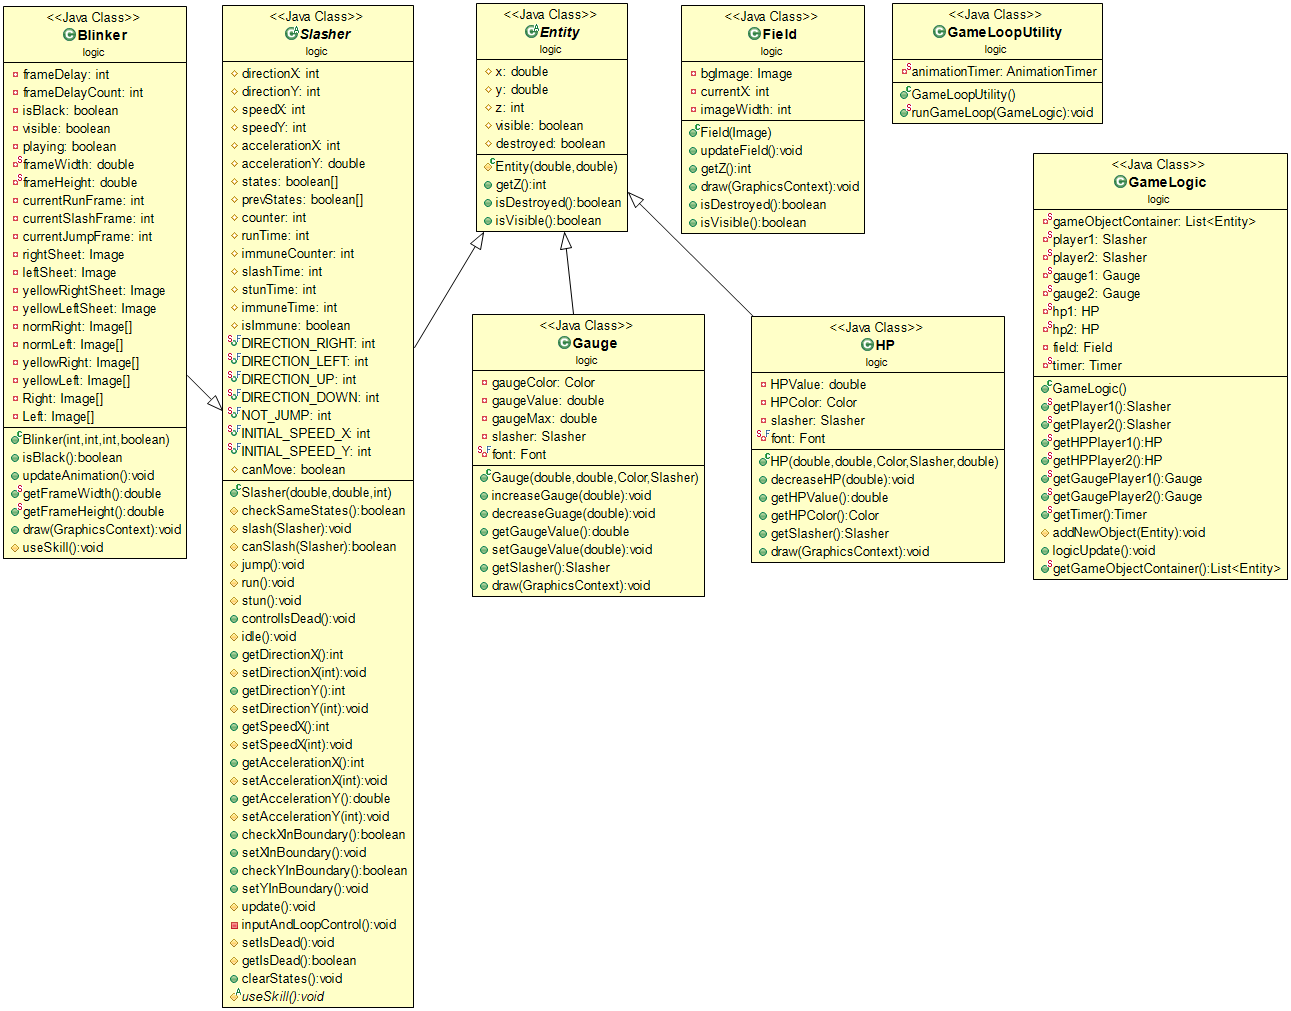 <<Java Class>>
Blinker
logic
frameDelay: int
frameDelayCount: int
isBlack: boolean
visible: boolean
playing: boolean
frameWidth: double
frameHeight: double
currentRunFrame: int
currentSlashFrame: int
currentJumpFrame: int
rightSheet: Image
leftSheet: Image
yellowRightSheet: Image
yellowLeftSheet: Image
normRight: Image[]
normLeft: Image[]
yellowRight: Image[]
yellowLeft: Image[]
Right: Image[]
Left: Image[]
Blinker(int,int,int,boolean)
isBlack():boolean
updateAnimation():void
getFrameWidth():double
getFrameHeight():double
draw(GraphicsContext):void
useSkill():void
<<Java Class>>
Slasher
logic
directionX: int
directionY: int
speedX: int
speedY: int
accelerationX: int
accelerationY: double
states: boolean[]
prevStates: boolean[]
counter: int
runTime: int
immuneCounter: int
slashTime: int
stunTime: int
immuneTime: int
isImmune: boolean
DIRECTION_RIGHT: int
DIRECTION_LEFT: int
DIRECTION_UP: int
DIRECTION_DOWN: int
NOT_JUMP: int
INITIAL_SPEED_X: int
INITIAL_SPEED_Y: int
canMove: boolean
Slasher(double,double,int)
checkSameStates():boolean
slash(Slasher):void
canSlash(Slasher):boolean
jump():void
run():void
stun():void
controlIsDead():void
idle():void
getDirectionX():int
setDirectionX(int):void
getDirectionY():int
setDirectionY(int):void
getSpeedX():int
setSpeedX(int):void
getAccelerationX():int
setAccelerationX(int):void
getAccelerationY():double
setAccelerationY(int):void
checkXInBoundary():boolean
setXInBoundary():void
checkYInBoundary():boolean
setYInBoundary():void
update():void
inputAndLoopControl():void
setIsDead():void
getIsDead():boolean
clearStates():void
useSkill():void
<<Java Class>>
Entity
logic
x: double
y: double
z: int
visible: boolean
destroyed: boolean
Entity(double,double)
getZ():int
isDestroyed():boolean
isVisible():boolean
<<Java Class>>
Field
logic
bgImage: Image
currentX: int
imageWidth: int
Field(Image)
updateField():void
getZ():int
draw(GraphicsContext):void
isDestroyed():boolean
isVisible():boolean
<<Java Class>>
GameLoopUtility
logic
animationTimer: AnimationTimer
GameLoopUtility()
runGameLoop(GameLogic):void
<<Java Class>>
GameLogic
logic
gameObjectContainer: List<Entity>
player1: Slasher
player2: Slasher
gauge1: Gauge
gauge2: Gauge
hp1: HP
hp2: HP
field: Field
timer: Timer
GameLogic()
getPlayer1():Slasher
getPlayer2():Slasher
getHPPlayer1():HP
getHPPlayer2():HP
getGaugePlayer1():Gauge
getGaugePlayer2():Gauge
getTimer():Timer
addNewObject(Entity):void
logicUpdate():void
getGameObjectContainer():List<Entity>
<<Java Class>>
Gauge
logic
gaugeColor: Color
gaugeValue: double
gaugeMax: double
slasher: Slasher
font: Font
Gauge(double,double,Color,Slasher)
increaseGauge(double):void
decreaseGuage(double):void
getGaugeValue():double
setGaugeValue(double):void
getSlasher():Slasher
draw(GraphicsContext):void
<<Java Class>>
HP
logic
HPValue: double
HPColor: Color
slasher: Slasher
font: Font
HP(double,double,Color,Slasher,double)
decreaseHP(double):void
getHPValue():double
getHPColor():Color
getSlasher():Slasher
draw(GraphicsContext):void